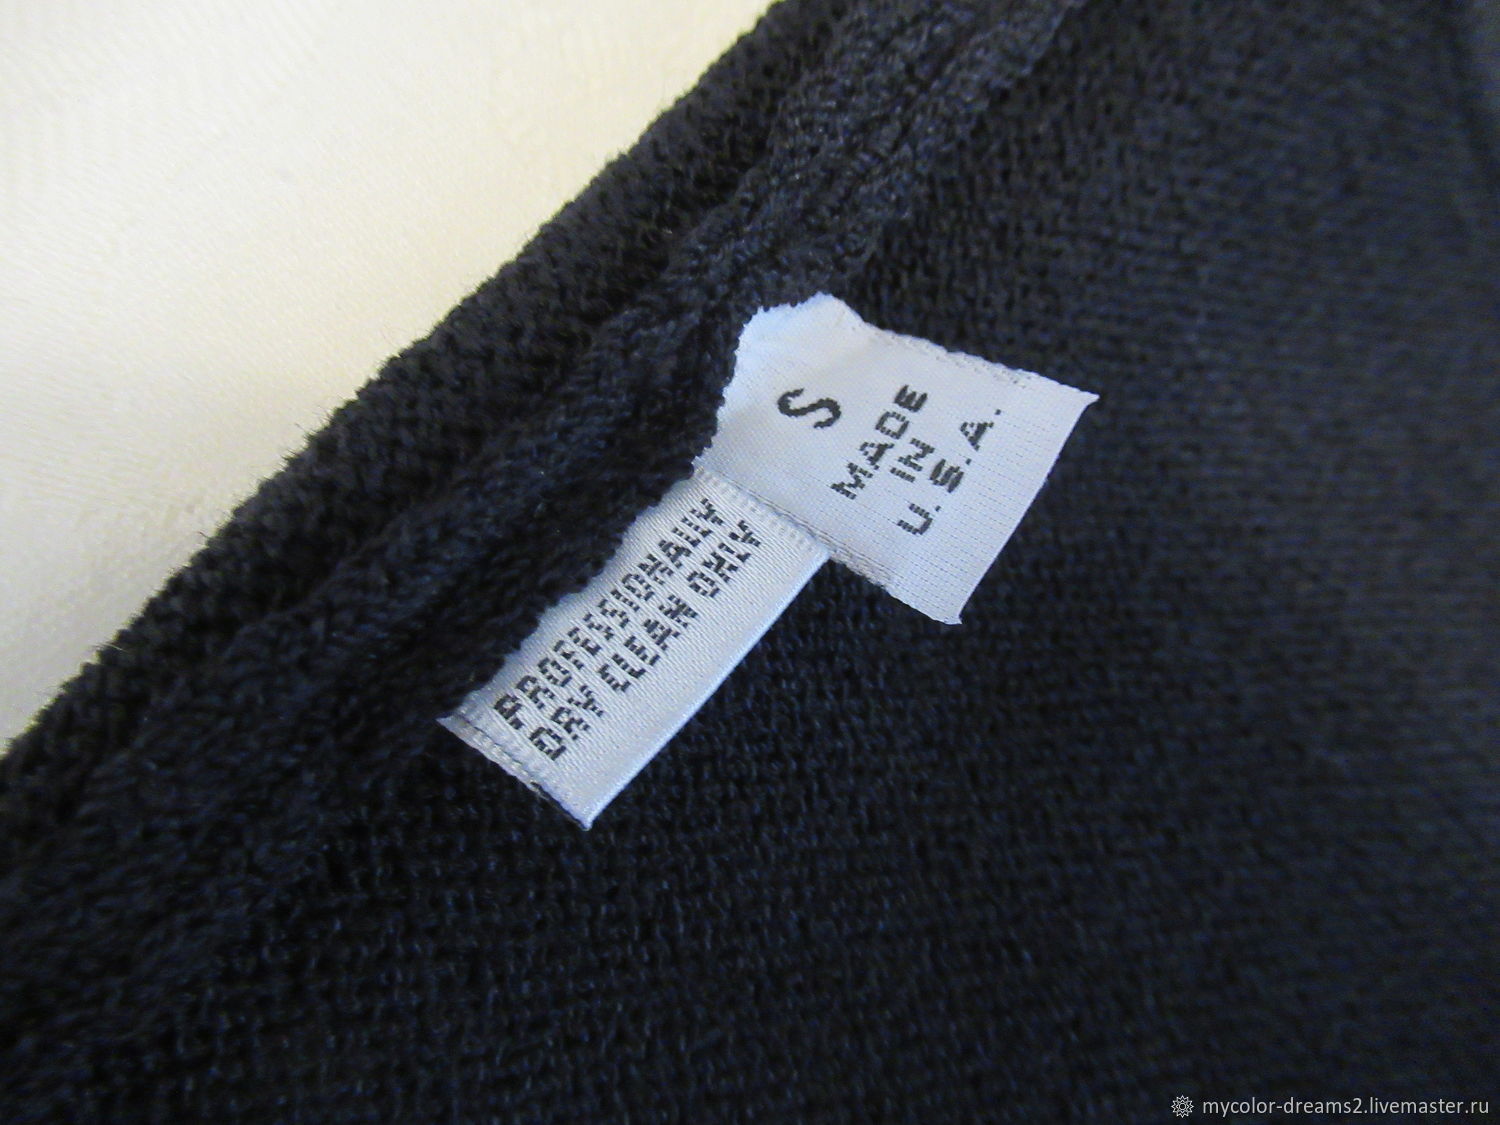 S
MADE
IN
U.S.A.
PROFESSIONALLY
DRY CLEAN ONLY
mycolor-dreams2.livemaster.ru